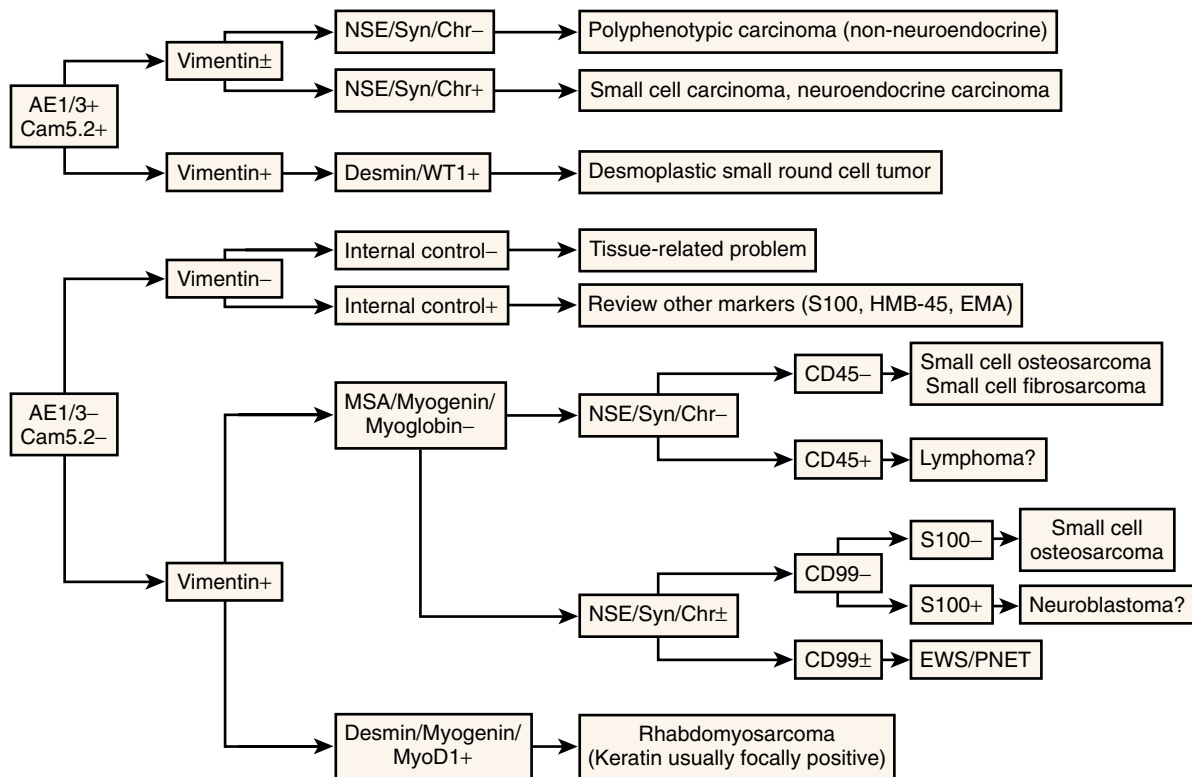 NSE/Syn/Chr–
Polyphenotypic carcinoma (non-neuroendocrine)
Vimentin±
NSE/Syn/Chr+
Small cell carcinoma, neuroendocrine carcinoma
AE1/3+
Cam5.2+
Vimentin+
Desmin/WT1+
Desmoplastic small round cell tumor
Internal control–
Tissue-related problem
Vimentin–
Internal control+
Review other markers (S100, HMB-45, EMA)
AE1/3–
Cam5.2–
MSA/Myogenin/
Myoglobin–
NSE/Syn/Chr–
CD45–
Small cell osteosarcoma
Small cell fibrosarcoma
CD45+
Lymphoma?
Vimentin+
NSE/Syn/Chr±
CD99–
S100–
Small cell
osteosarcoma
S100+
Neuroblastoma?
CD99±
EWS/PNET
Desmin/Myogenin/
MyoD1+
Rhabdomyosarcoma
(Keratin usually focally positive)